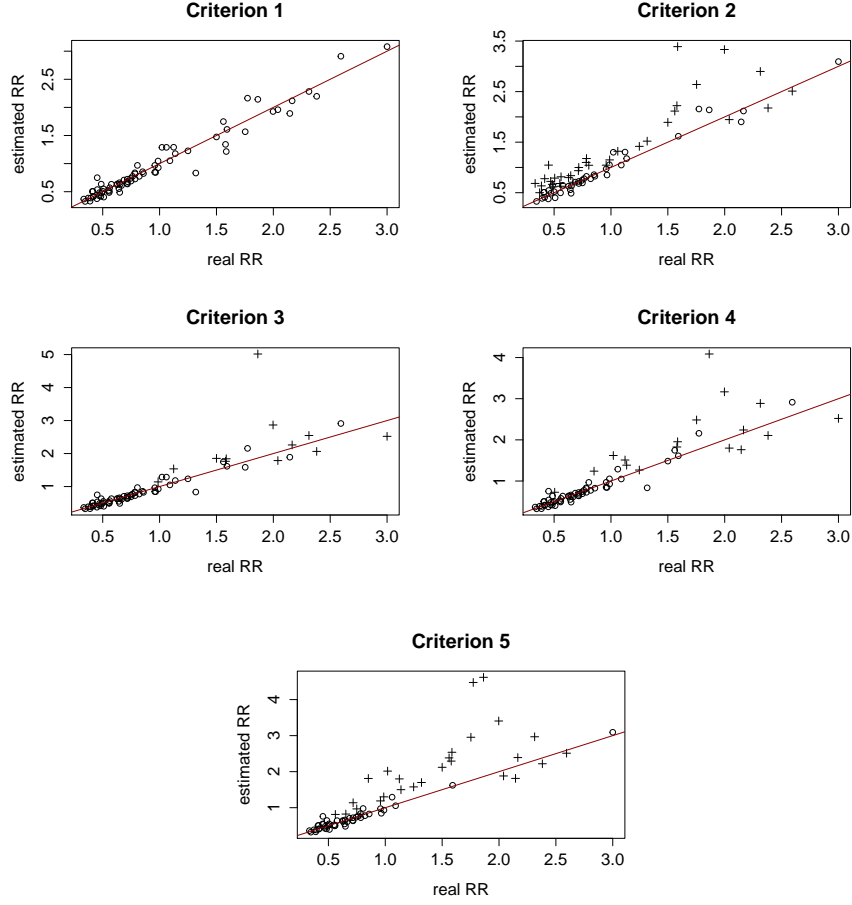 Criterion 1
estimated RR
0.5 1.5 2.5
0.5 1.0 1.5 2.0 2.5 3.0
real RR
Criterion 2
estimated RR
0.5 1.5 2.5 3.5
0.5 1.0 1.5 2.0 2.5 3.0
real RR
Criterion 3
estimated RR
1 2 3 4 5
0.5 1.0 1.5 2.0 2.5 3.0
real RR
Criterion 4
estimated RR
1 2 3 4
0.5 1.0 1.5 2.0 2.5 3.0
real RR
Criterion 5
estimated RR
1 2 3 4
0.5 1.0 1.5 2.0 2.5 3.0
real RR